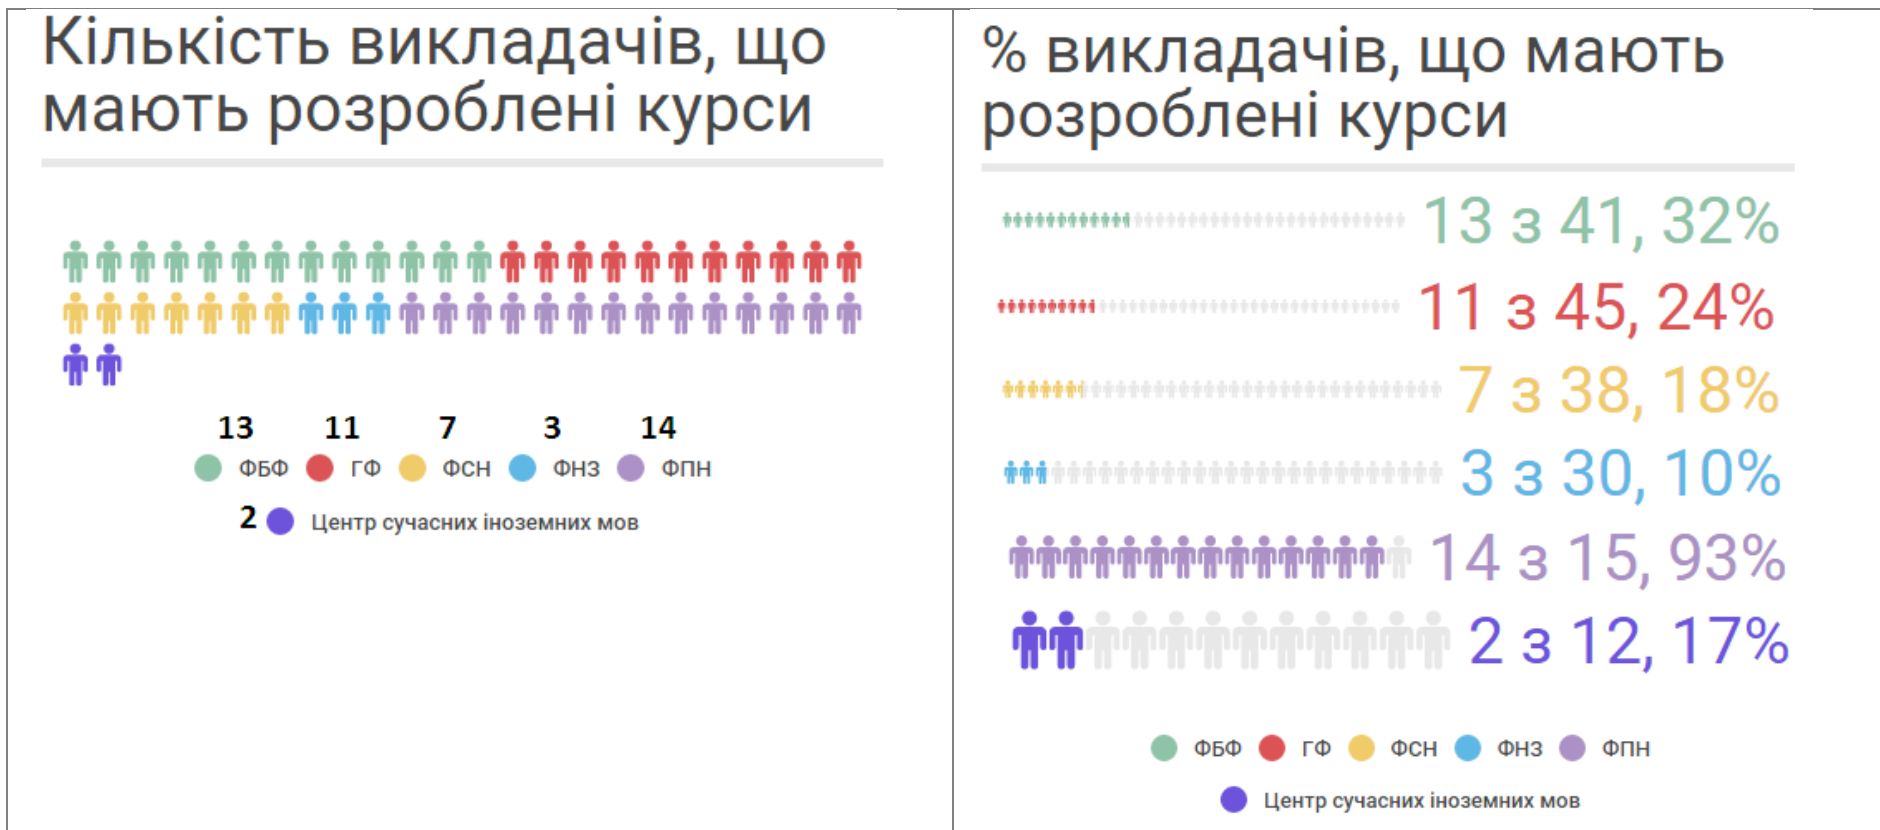 Кількість викладачів, що
мають розроблені курси
13 11 7 3 14
ФБФ ГФ ФСН ФНЗ ФПН
2 Центр сучасних іноземних мов
% викладачів, що мають
розроблені курси
13 з 41, 32%
11 з 45, 24%
7 з 38, 18%
3 з 30, 10%
14 з 15, 93%
2 з 12, 17%
ФБФ ГФ ФСН ФНЗ ФПН
Центр сучасних іноземних мов